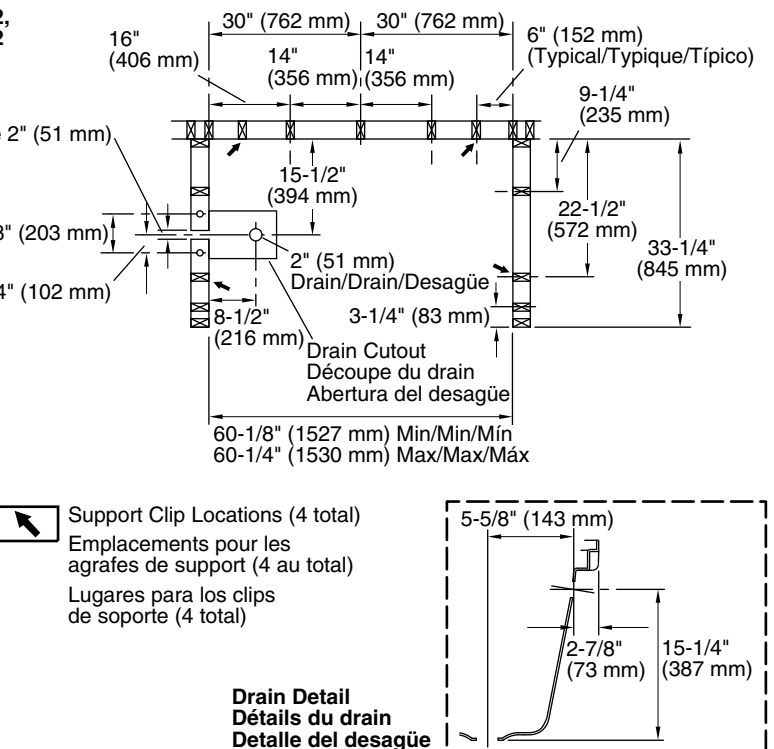 2,
2
30" (762 mm)
30" (762 mm)
16"
(406 mm)
14"
(356 mm)
14"
(356 mm)
6" (152 mm)
(Typical/Typique/Típico)
9-1/4"
(235 mm)
2" (51 mm)
15-1/2"
(394 mm)
22-1/2"
(572 mm)
33-1/4"
(845 mm)
8" (203 mm)
4" (102 mm)
2" (51 mm)
Drain/Drain/Desagüe
8-1/2"
(216 mm)
3-1/4" (83 mm)
Drain Cutout
Découpe du drain
Abertura del desagüe
60-1/8" (1527 mm) Min/Min/Mín
60-1/4" (1530 mm) Max/Max/Máx
Support Clip Locations (4 total)
Emplacements pour les
agrafes de support (4 au total)
Lugares para los clips
de soporte (4 total)
5-5/8" (143 mm)
2-7/8"
(73 mm)
15-1/4"
(387 mm)
Drain Detail
Détails du drain
Detalle del desagüe